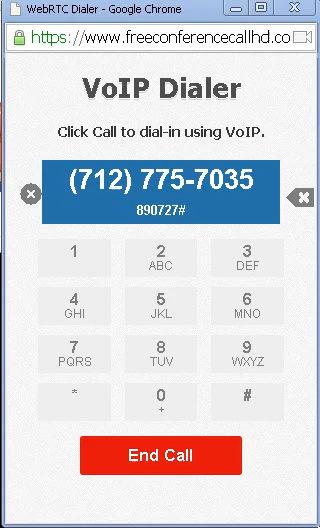 WebRTC Dialer - Google Chrome
https://www.freeconferencecallhd.co
VoIP Dialer
Click Call to dial-in using VoIP.
(712) 775-7035
890727#
1 2 3
ABC DEF
4 5 6
GHI JKL MNO
7 8 9
PQRS TUV WXYZ
* 0 #
+
End Call